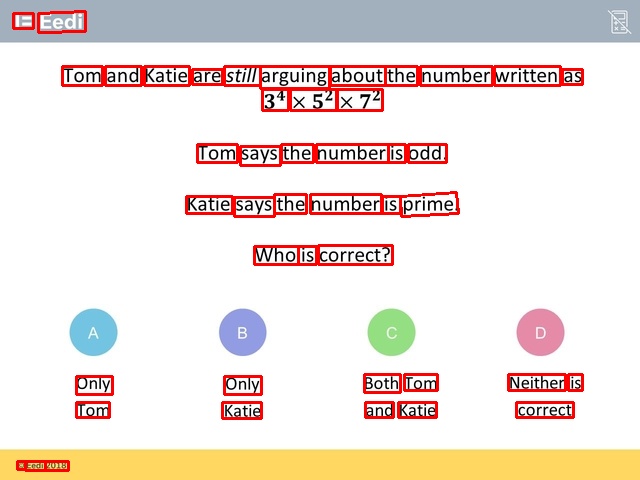 Eedi
Tom and Katie are still arguing about the number written as
3⁴ × 5² × 7²
Tom says the number is odd.
Katie says the number is prime.
Who is correct?
A B C D
Only Only Both Tom Neither is
Tom Katie and Katie correct
© Eedi 2018